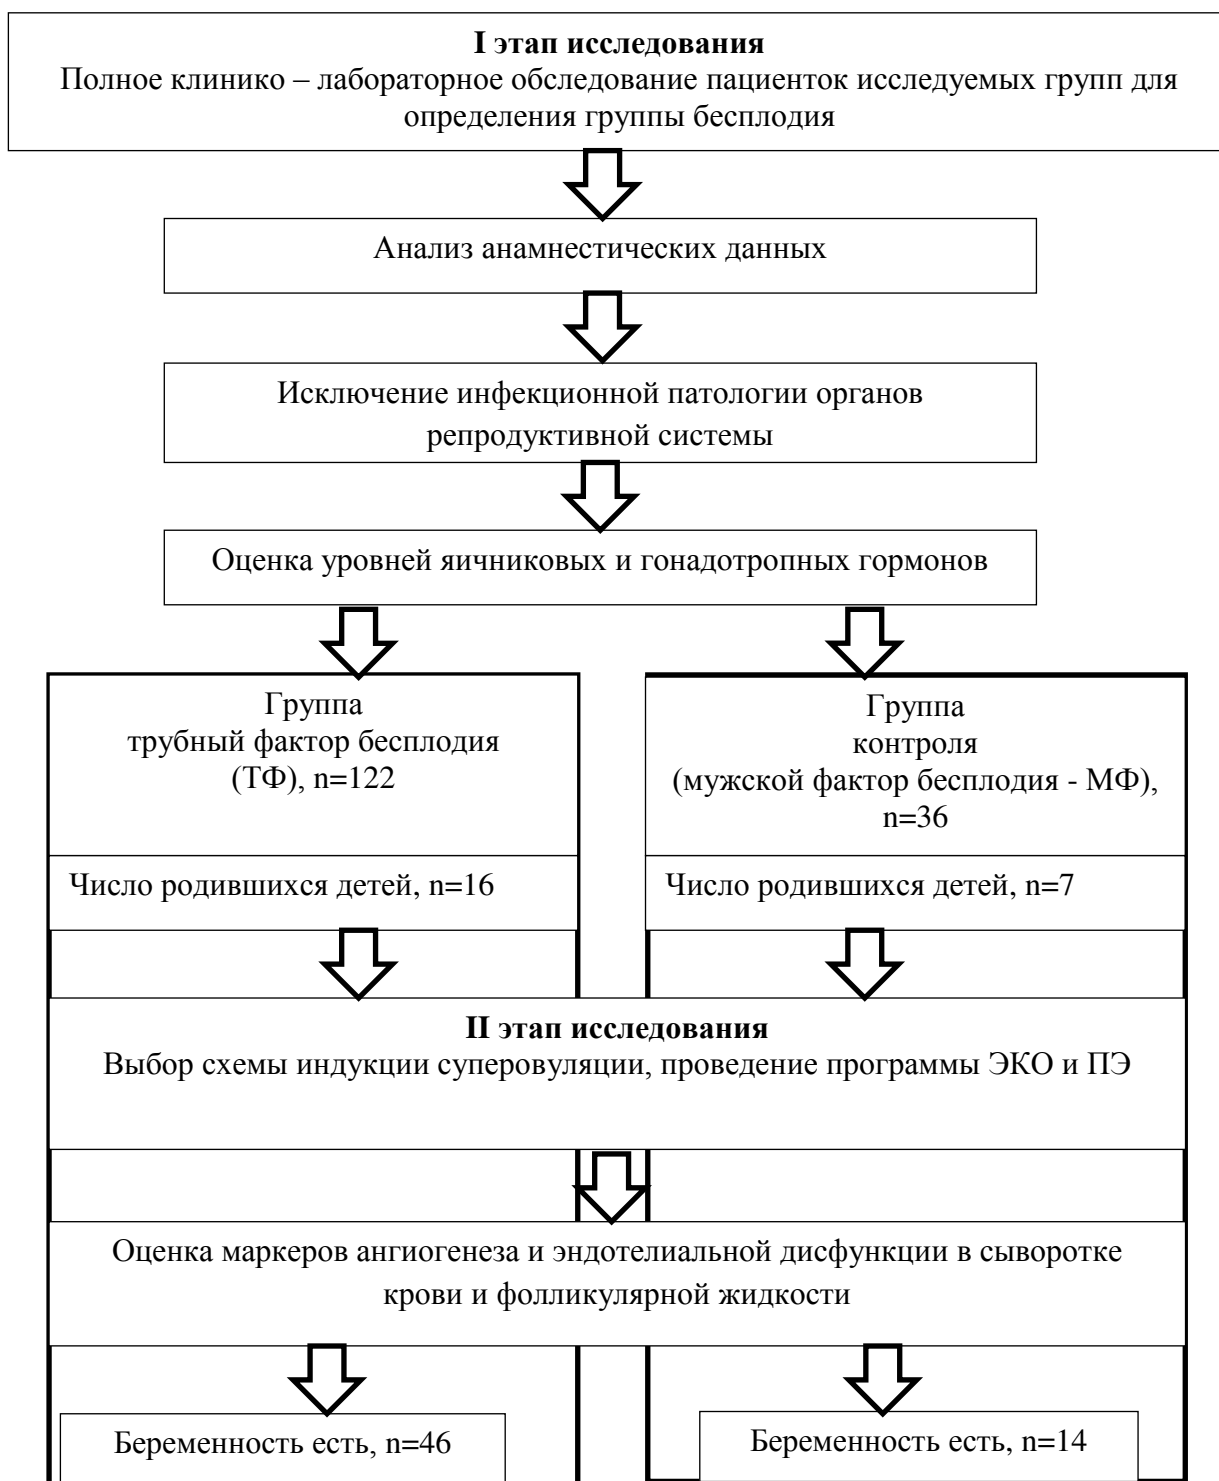 I этап исследования
Полное клинико – лабораторное обследование пациенток исследуемых групп для
определения группы бесплодия
Анализ анамнестических данных
Исключение инфекционной патологии органов
репродуктивной системы
Оценка уровней яичниковых и гонадотропных гормонов
Группа
трубный фактор бесплодия
(ТФ), n=122
Число родившихся детей, n=16
Группа
контроля
(мужской фактор бесплодия - МФ),
n=36
Число родившихся детей, n=7
II этап исследования
Выбор схемы индукции суперовуляции, проведение программы ЭКО и ПЭ
Оценка маркеров ангиогенеза и эндотелиальной дисфункции в сыворотке
крови и фолликулярной жидкости
Беременность есть, n=46
Беременность есть, n=14